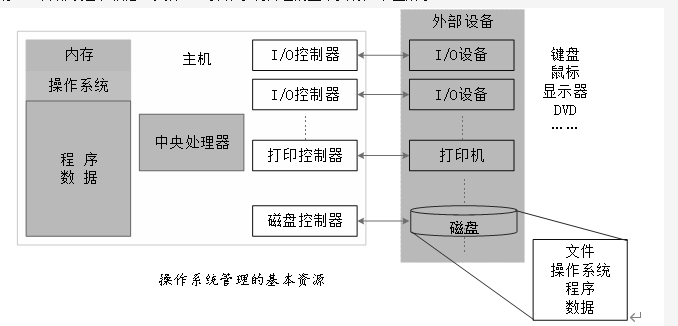 外部设备
内存
主机
I/O控制器
I/O设备
键盘
鼠标
显示器
DVD
……
操作系统
I/O控制器
I/O设备
中央处理器
程 序
数 据
打印控制器
打印机
磁盘控制器
磁盘
文件
操作系统
程序
数据
操作系统管理的基本资源